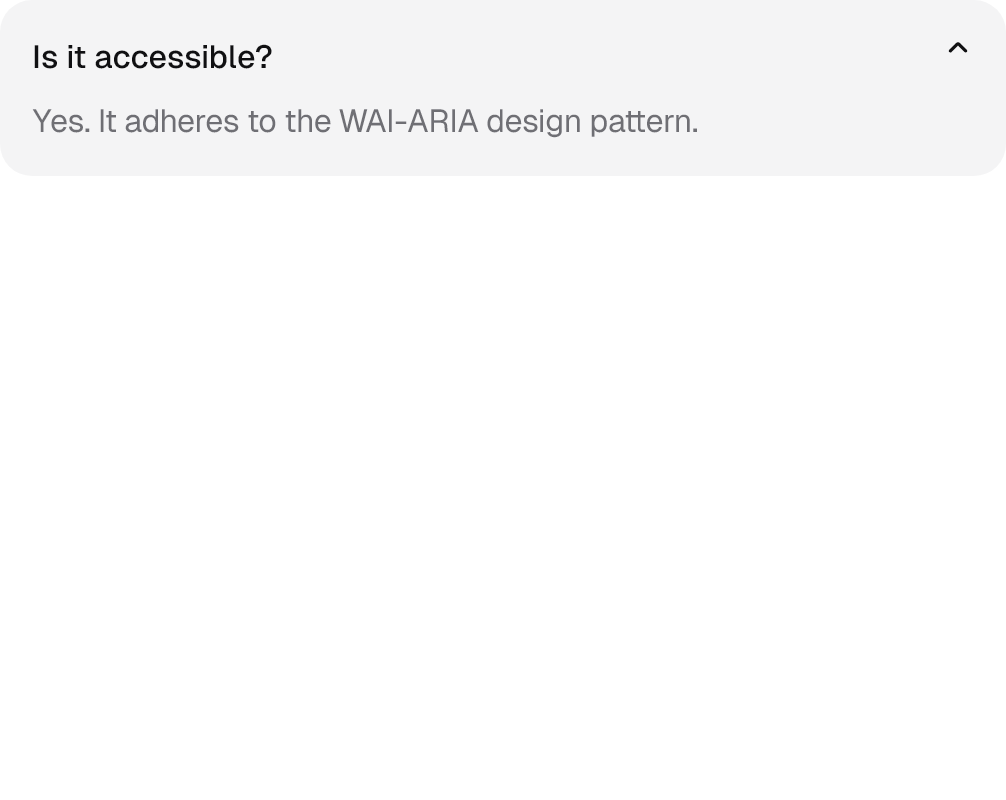 Is it accessible?
Yes. It adheres to the WAI-ARIA design pattern.